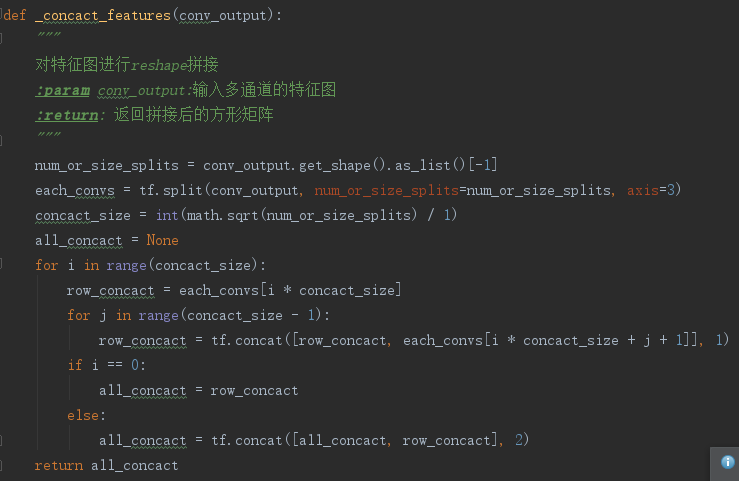 def _concact_features(conv_output):
    """
    对特征图进行reshape拼接
    :param conv_output:输入多通道的特征图
    :return: 返回拼接后的方形矩阵
    """
    num_or_size_splits = conv_output.get_shape().as_list()[-1]
    each_convs = tf.split(conv_output, num_or_size_splits=num_or_size_splits, axis=3)
    concact_size = int(math.sqrt(num_or_size_splits) / 1)
    all_concact = None
    for i in range(concact_size):
        row_concact = each_convs[i * concact_size]
        for j in range(concact_size - 1):
            row_concact = tf.concat([row_concact, each_convs[i * concact_size + j + 1]], 1)
        if i == 0:
            all_concact = row_concact
        else:
            all_concact = tf.concat([all_concact, row_concact], 2)
    return all_concact